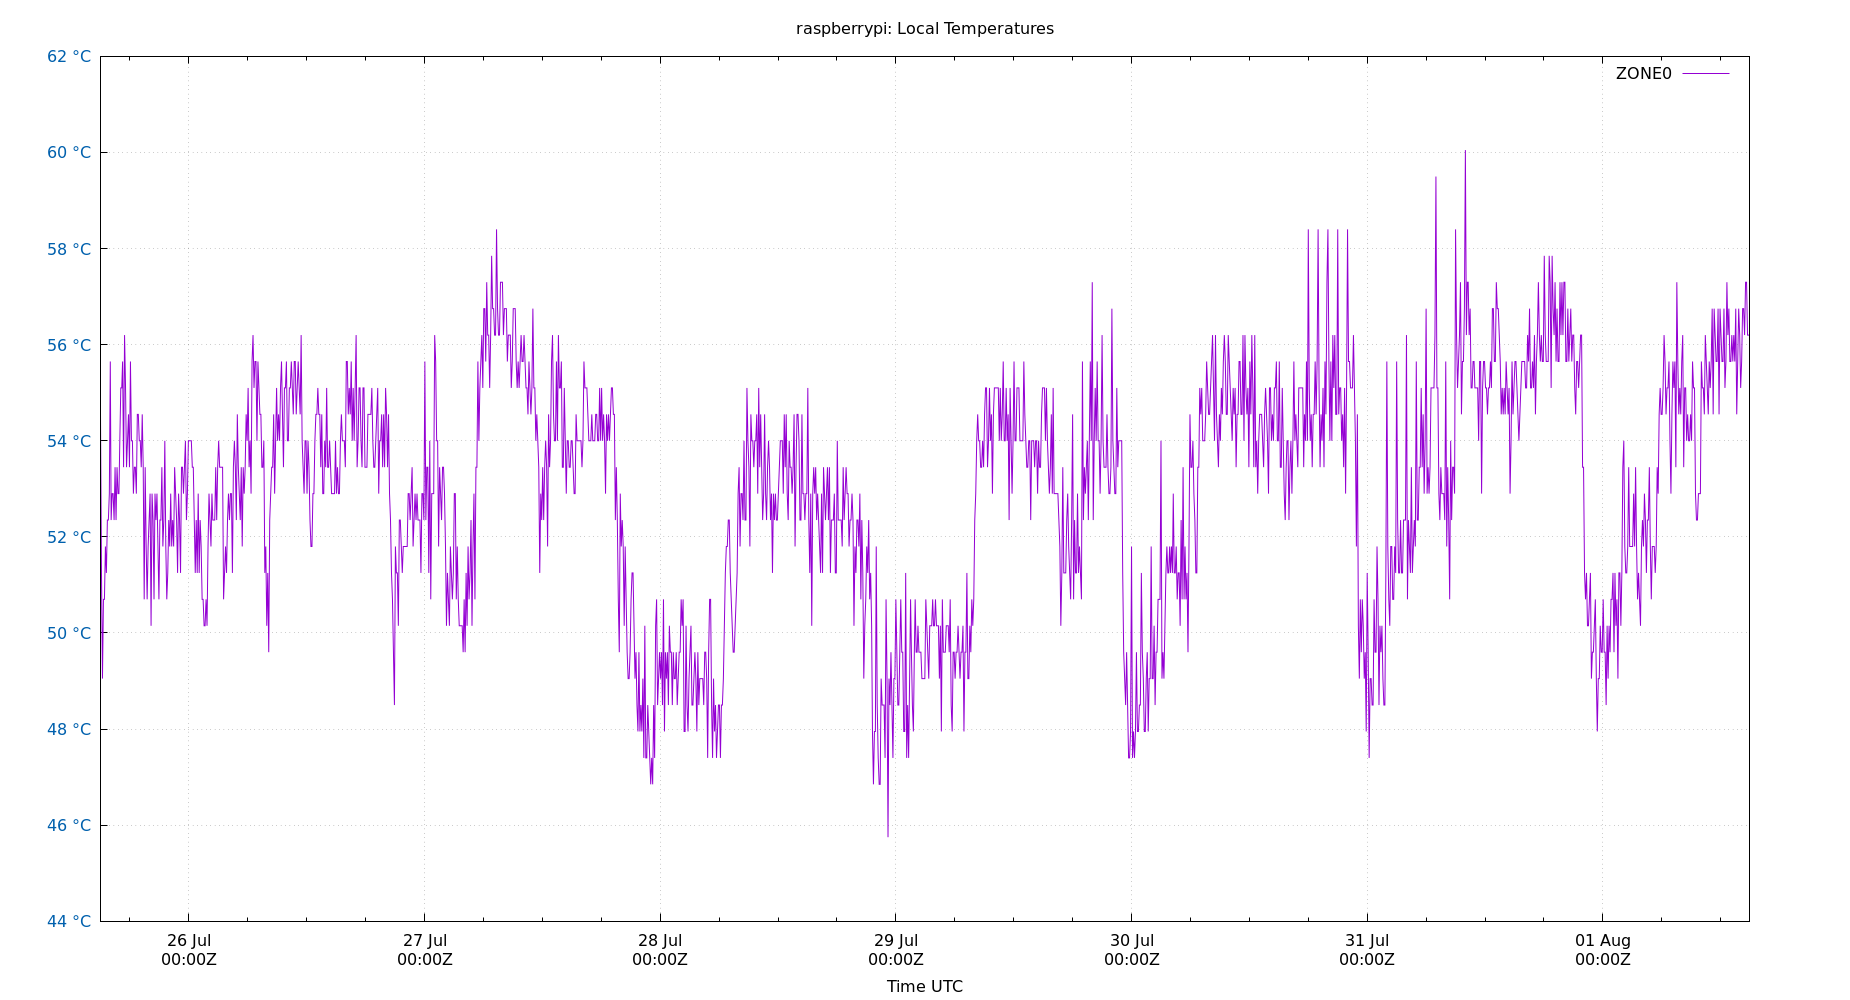 raspberrypi: Local Temperatures
62 °C
ZONE0
60 °C
58 °C
56 °C
54 °C
52 °C
50 °C
48 °C
46 °C
44 °C
26 Jul 27 Jul 28 Jul 29 Jul 30 Jul 31 Jul 01 Aug
00:00Z 00:00Z 00:00Z 00:00Z 00:00Z 00:00Z 00:00Z
Time UTC